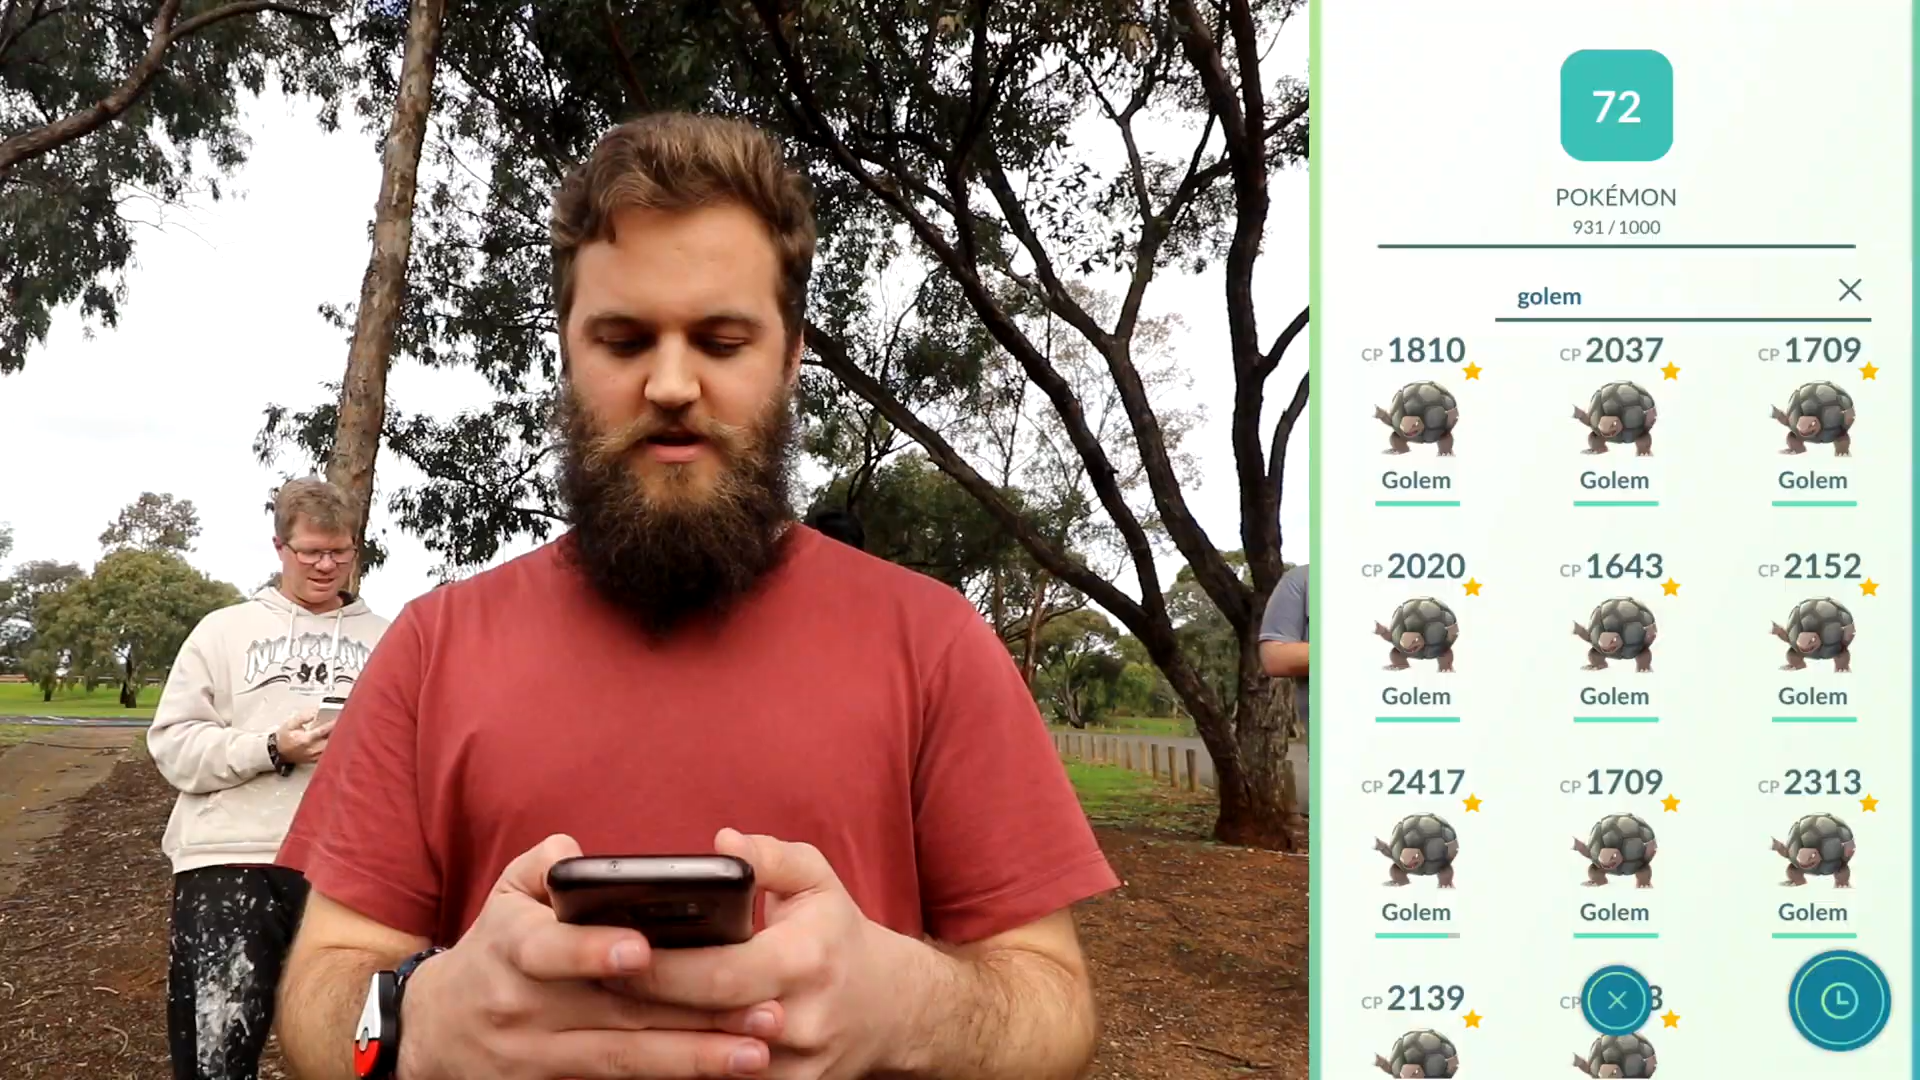 72
POKÉMON
931 / 1000
golem
CP 1810
CP 2037
CP 1709
Golem
Golem
Golem
CP 2020
CP 1643
CP 2152
Golem
Golem
Golem
CP 2417
CP 1709
CP 2313
Golem
Golem
Golem
CP 2139
CP